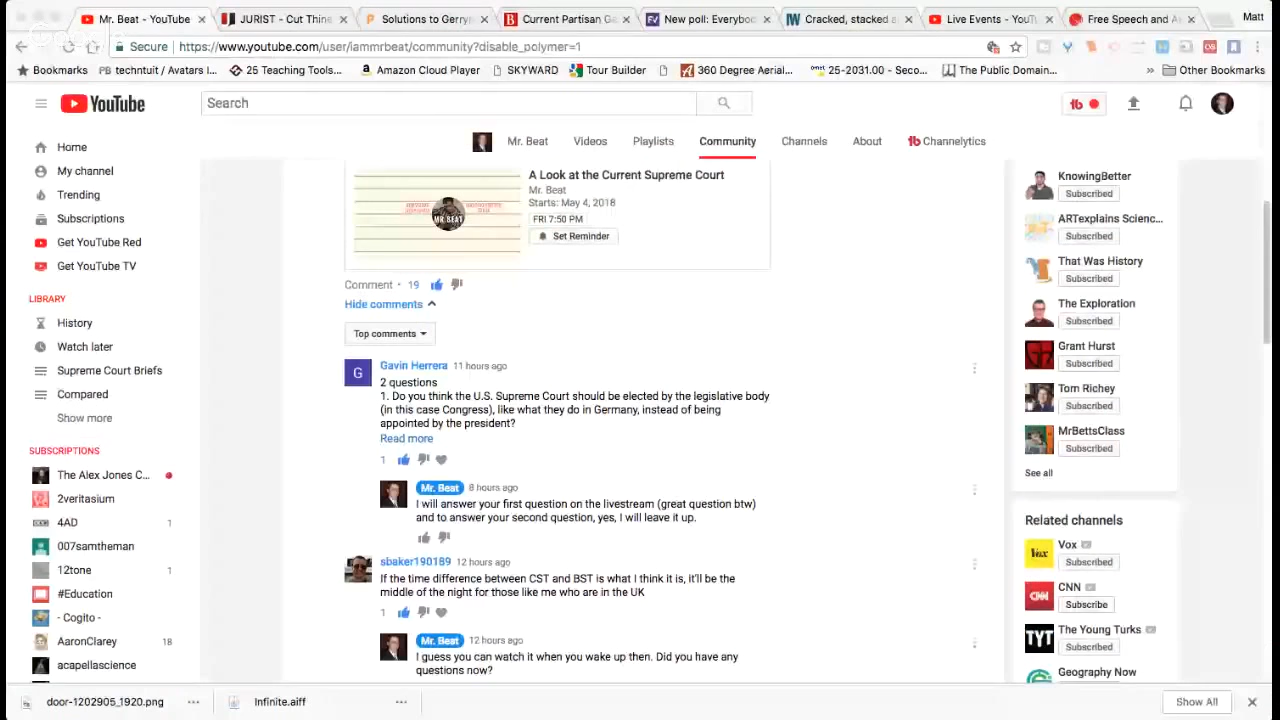 Mr. Beat - YouTube
JURIST - Cut Thin
Solutions to Gerry
Current Partisan Ge
New poll: Everybod
Cracked, stacked a
Live Events - YouTu
Free Speech and A
Matt
Secure
https://www.youtube.com/user/iammrbeat/community?disable_polymer=1
Bookmarks
PB techntuit / Avatars I...
25 Teaching Tools...
Amazon Cloud Player
SKYWARD
Tour Builder
360 Degree Aerial...
25-2031.00 - Seco...
The Public Domain...
» Other Bookmarks
YouTube
Search
Mr. Beat
Videos
Playlists
Community
Channels
About
Channelytics
Home
My channel
Trending
Subscriptions
Get YouTube Red
Get YouTube TV
LIBRARY
History
Watch later
Supreme Court Briefs
Compared
Show more
SUBSCRIPTIONS
The Alex Jones C...
2veritasium
4AD 1
007samtheman
12tone 1
#Education
- Cogito -
AaronClarey 18
acapellascience
MR. BEAT
A Look at the Current Supreme Court
Mr. Beat
Starts: May 4, 2018
FRI 7:50 PM
Set Reminder
Comment · 19
Hide comments
Top comments
G
Gavin Herrera 11 hours ago
2 questions
1. Do you think the U.S. Supreme Court should be elected by the legislative body
(in this case Congress), like what they do in Germany, instead of being
appointed by the president?
Read more
1
Mr. Beat 8 hours ago
I will answer your first question on the livestream (great question btw)
and to answer your second question, yes, I will leave it up.
sbaker190189 12 hours ago
If the time difference between CST and BST is what I think it is, it'll be the
middle of the night for those like me who are in the UK
1
Mr. Beat 12 hours ago
I guess you can watch it when you wake up then. Did you have any
questions now?
KnowingBetter
Subscribed
ARTexplains Scienc...
Subscribed
That Was History
Subscribed
The Exploration
Subscribed
Grant Hurst
Subscribed
Tom Richey
Subscribed
MrBettsClass
Subscribed
See all
Related channels
Vox
Vox
Subscribed
CNN
CNN
Subscribe
TYT
The Young Turks
Subscribed
Geography Now
door-1202905_1920.png
Infinite.aiff
Show All